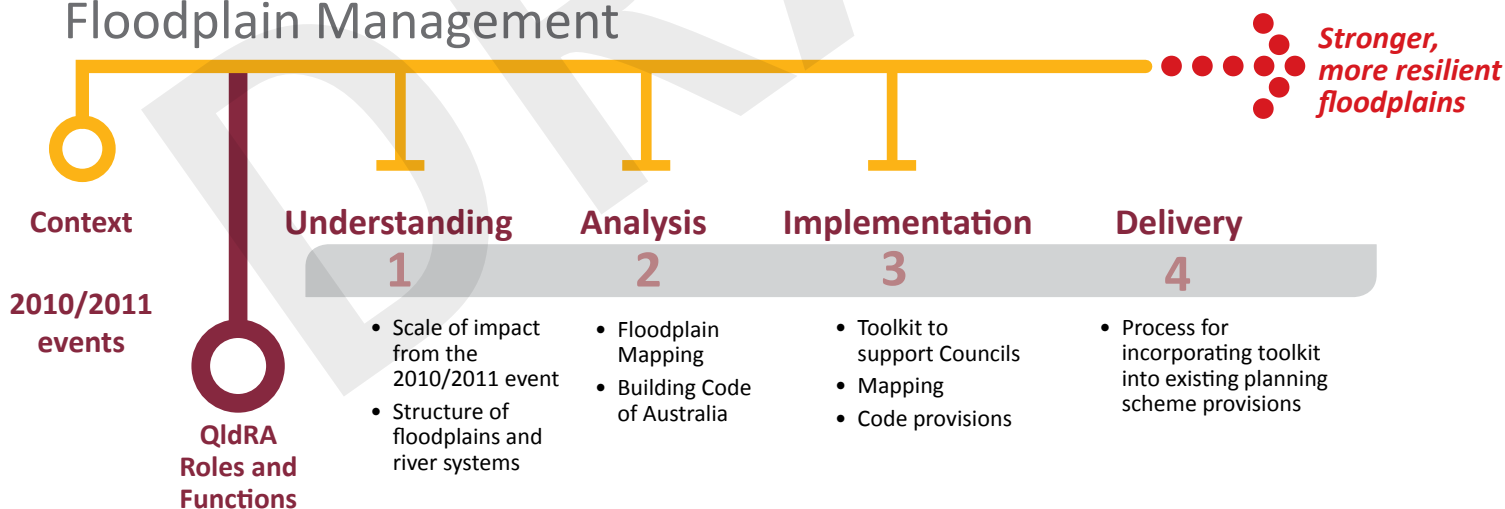 Floodplain Management
Stronger,
more resilient
floodplains
Context
2010/2011
events
QldRA
Roles and
Functions
Understanding
1
• Scale of impact
from the
2010/2011 event
• Structure of
floodplains and
river systems
Analysis
2
• Floodplain
Mapping
• Building Code
of Australia
Implementation
3
• Toolkit to
support Councils
• Mapping
• Code provisions
Delivery
4
• Process for
incorporating toolkit
into existing planning
scheme provisions